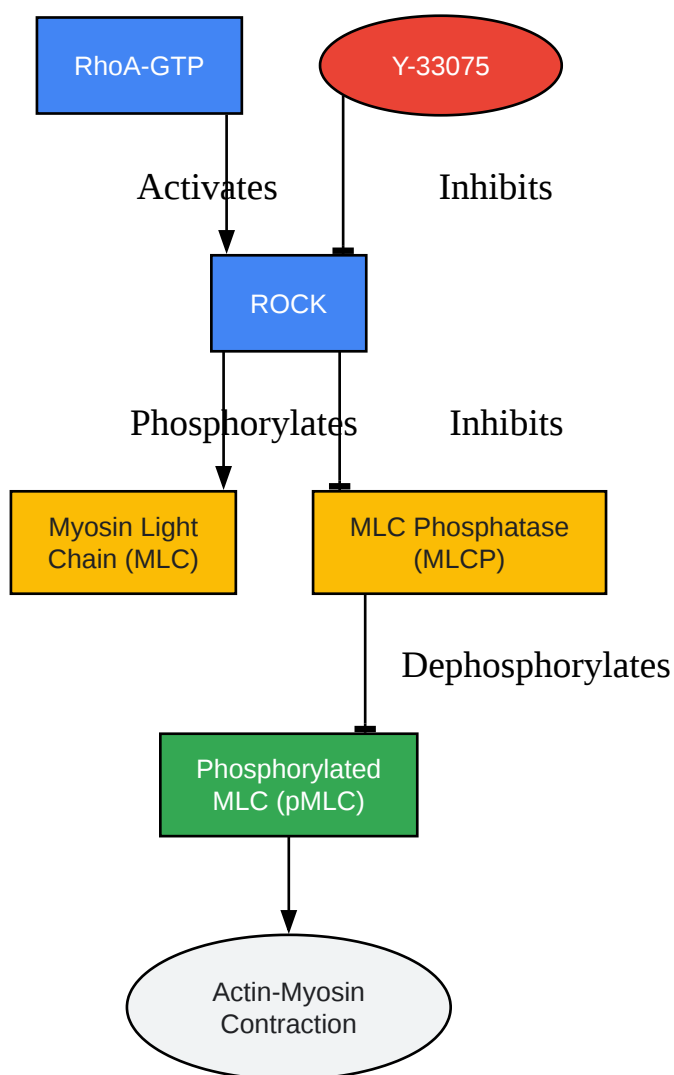 RhoA-GTP
Y-33075
Activates
Inhibits
ROCK
Phosphorylates
Inhibits
Myosin Light
Chain (MLC)
MLC Phosphatase
(MLCP)
Dephosphorylates
Phosphorylated
MLC (pMLC)
Actin-Myosin
Contraction